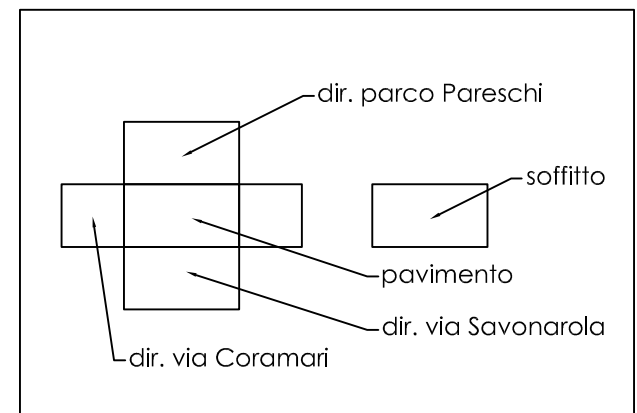 dir. parco Pareschi
soffitto
pavimento
dir. via Savonarola
dir. via Coramari